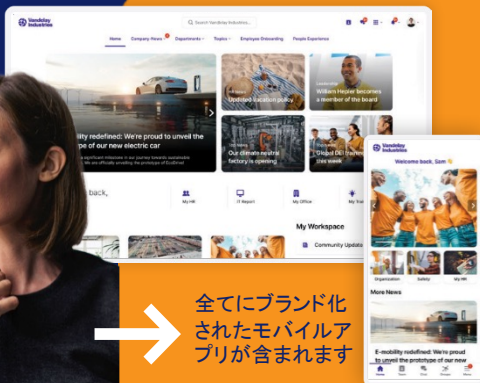 Vandelay
Industries
Search Vandelay Industries...
Home
Company News
Departments
Topics
Employee Onboarding
People Experience
Updated vacation policy
Leadership
William Hepler becomes
a member of the board
bility redefined: We're proud to unveil the
pe of our new electric car
Our climate neutral
factory is opening
this week
back,
My HR
IT Report
My Office
My Workspace
Community Update
Vandelay
Industries
Welcome back, Sam
Organization
Safety
My HR
More News
E-mobility redefined: We're proud
to unveil the prototype of our new
Home
全てにブランド化
されたモバイルア
プリが含まれます